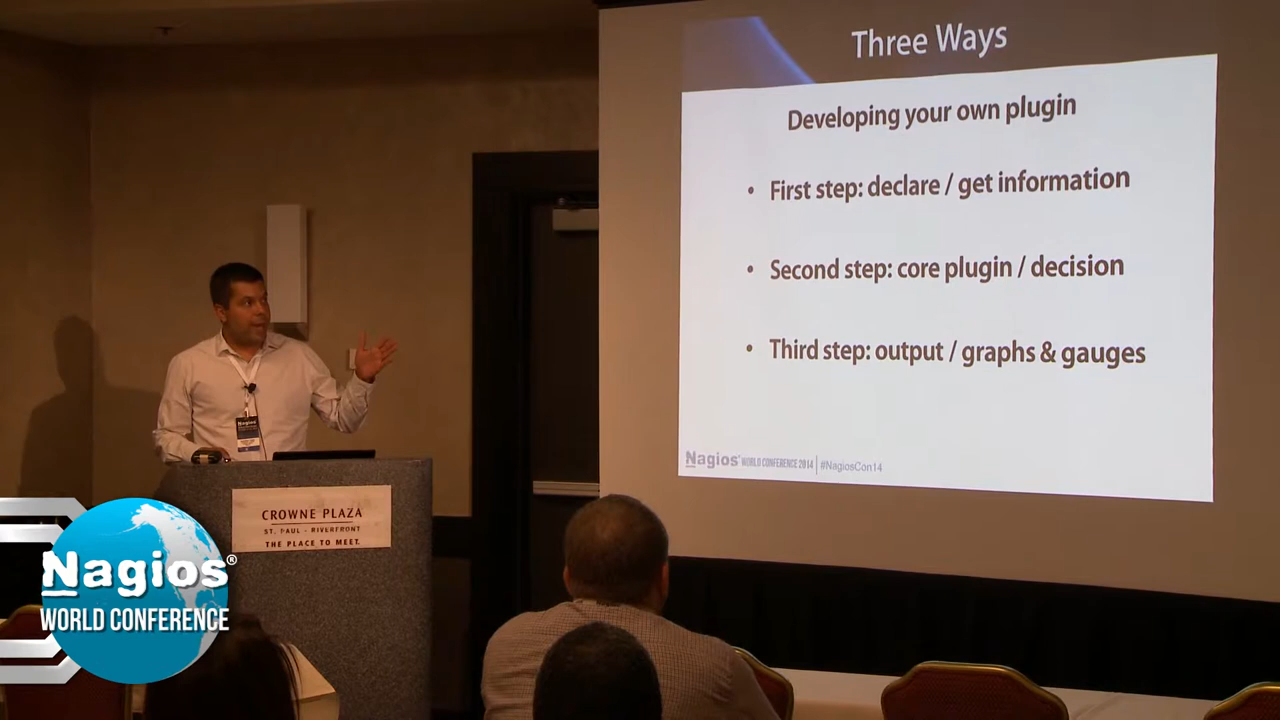 Three Ways
Developing your own plugin
• First step: declare / get information
• Second step: core plugin / decision
• Third step: output / graphs & gauges
Nagios® WORLD CONFERENCE 2014 | #NagiosCon14
Nagios
CROWNE PLAZA
ST. PAUL - RIVERFRONT
THE PLACE TO MEET.
Nagios®
WORLD CONFERENCE